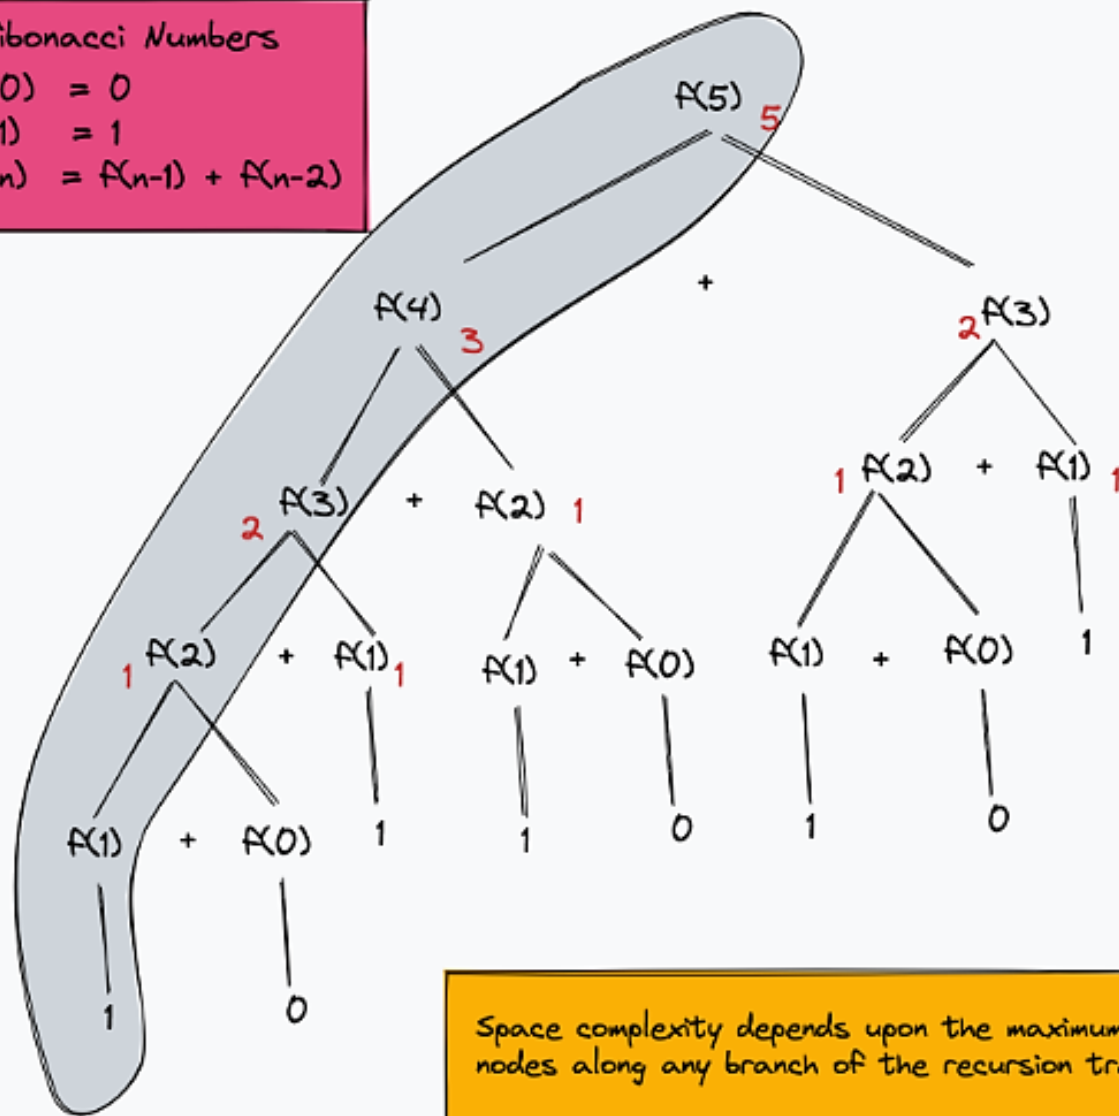 ibonacci Numbers
0) = 0
1) = 1
n) = f(n-1) + f(n-2)
f(5) 5
+
f(4) 3
2 f(3)
f(3) + f(2) 1
2
1 f(2) + f(1) 1
1 f(2) + f(1) 1
f(1) + f(0)
f(1) + f(0)
1
f(1) + f(0)
1
1
0
1
0
1
0
Space complexity depends upon the maximum
nodes along any branch of the recursion tr